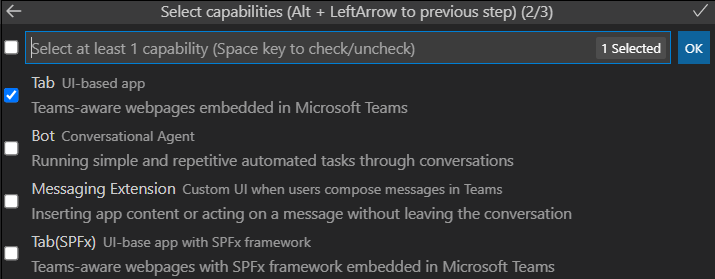 Select capabilities (Alt + LeftArrow to previous step) (2/3)
Select at least 1 capability (Space key to check/uncheck) 1 Selected OK
Tab UI-based app
Teams-aware webpages embedded in Microsoft Teams
Bot Conversational Agent
Running simple and repetitive automated tasks through conversations
Messaging Extension Custom UI when users compose messages in Teams
Inserting app content or acting on a message without leaving the conversation
Tab(SPFx) UI-base app with SPFx framework
Teams-aware webpages with SPFx framework embedded in Microsoft Teams